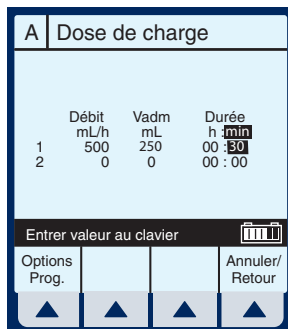 A Dose de charge
Débit Vadm Durée
mL/h mL h :min
1 500 250 00 :30
2 0 0 00 : 00
Entrer valeur au clavier
Options Annuler/
Prog. Retour